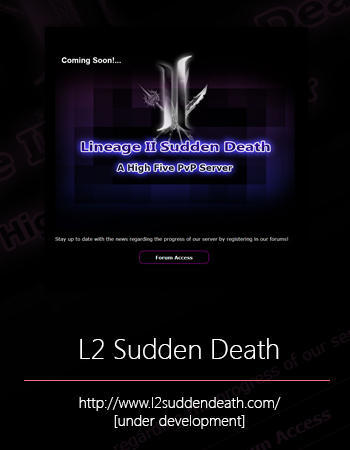 Coming Soon!...
Lineage II Sudden Death
A High Five PvP Server
Stay up to date with the news regarding the progress of our server by registering in our forums!
Forum Access
L2 Sudden Death
http://www.l2suddendeath.com/
[under development]